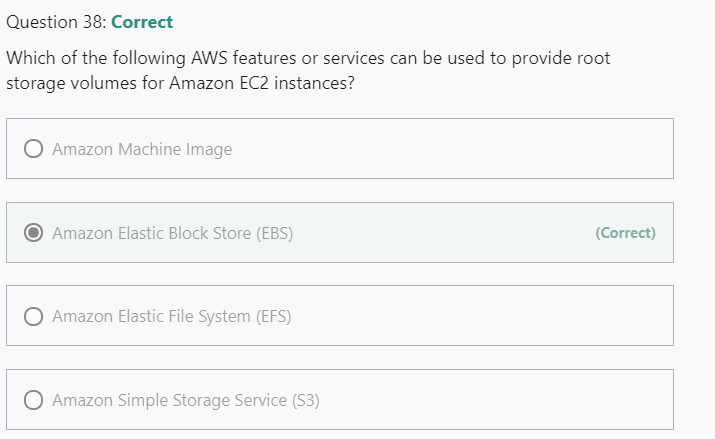 Question 38: Correct
Which of the following AWS features or services can be used to provide root
storage volumes for Amazon EC2 instances?
Amazon Machine Image
Amazon Elastic Block Store (EBS) (Correct)
Amazon Elastic File System (EFS)
Amazon Simple Storage Service (S3)